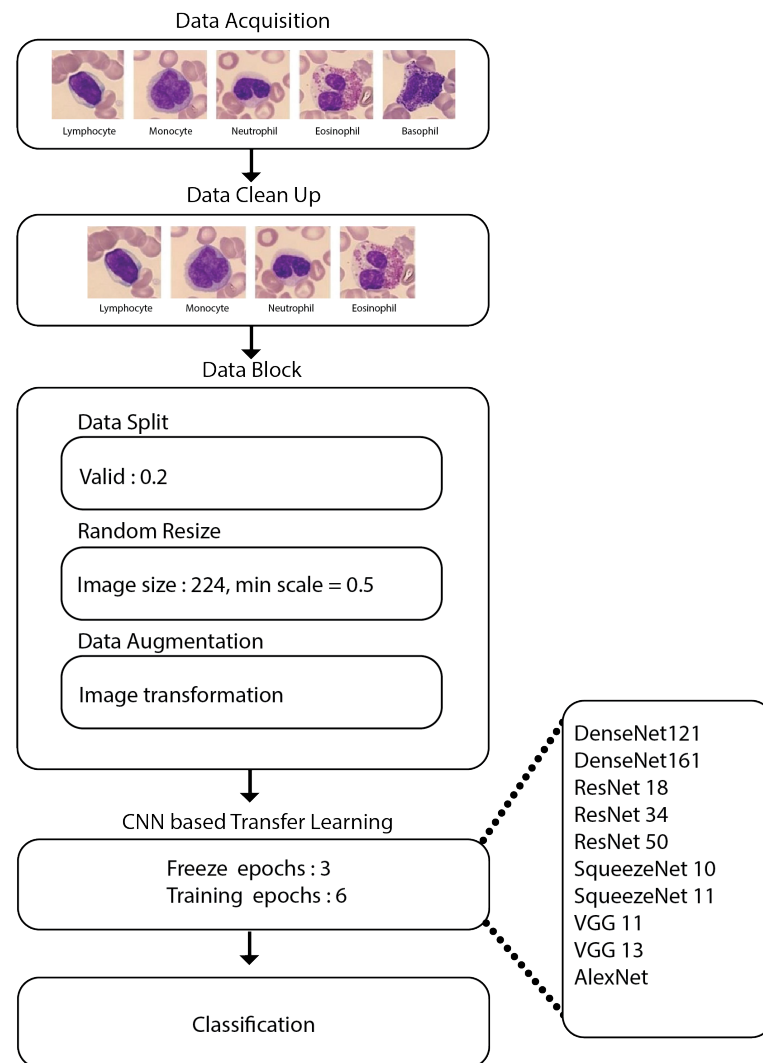 Data Acquisition
Lymphocyte
Monocyte
Neutrophil
Eosinophil
Basophil
Data Clean Up
Lymphocyte
Monocyte
Neutrophil
Eosinophil
Data Block
Data Split
Valid : 0.2
Random Resize
Image size : 224, min scale = 0.5
Data Augmentation
Image transformation
CNN based Transfer Learning
Freeze epochs : 3
Training epochs : 6
DenseNet121
DenseNet161
ResNet 18
ResNet 34
ResNet 50
SqueezeNet 10
SqueezeNet 11
VGG 11
VGG 13
AlexNet
Classification